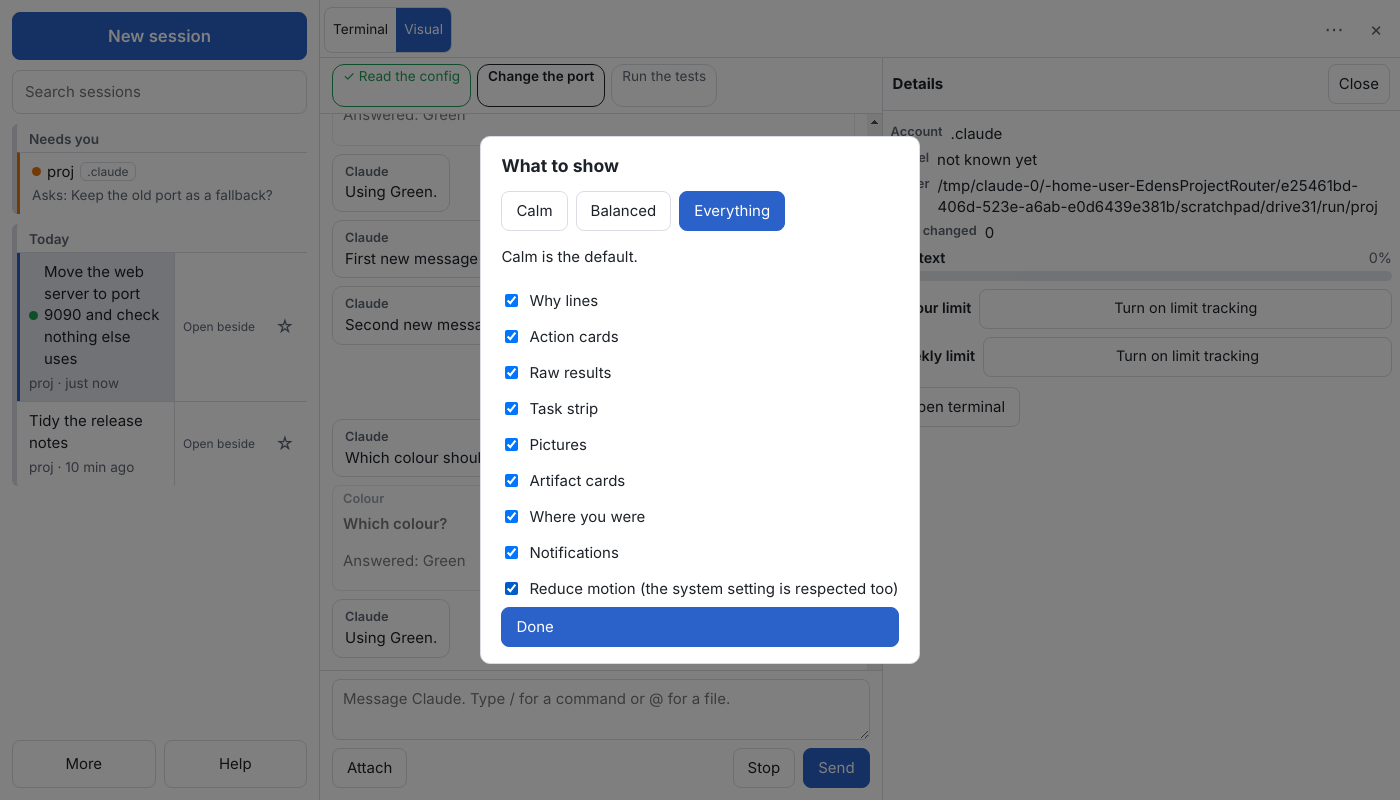 New session
Search sessions
Needs you
proj .claude
Asks: Keep the old port as a fallback?
Today
Move the web
server to port
9090 and check
nothing else
uses
proj · just now
Open beside
Tidy the release
notes
proj · 10 min ago
Open beside
More
Help
Terminal
Visual
✓ Read the config
Change the port
Run the tests
Answered: Green
Claude
Using Green.
Claude
First new message
Claude
Second new messa
Claude
Which colour shoul
Colour
Which colour?
Answered: Green
Claude
Using Green.
Message Claude. Type / for a command or @ for a file.
Attach
Stop
Send
What to show
Calm
Balanced
Everything
Calm is the default.
Why lines
Action cards
Raw results
Task strip
Pictures
Artifact cards
Where you were
Notifications
Reduce motion (the system setting is respected too)
Done
Details
Close
Account .claude
el not known yet
er /tmp/claude-0/-home-user-EdensProjectRouter/e25461bd-
406d-523e-a6ab-e0d6439e381b/scratchpad/drive31/run/proj
changed 0
text 0%
our limit Turn on limit tracking
kly limit Turn on limit tracking
pen terminal